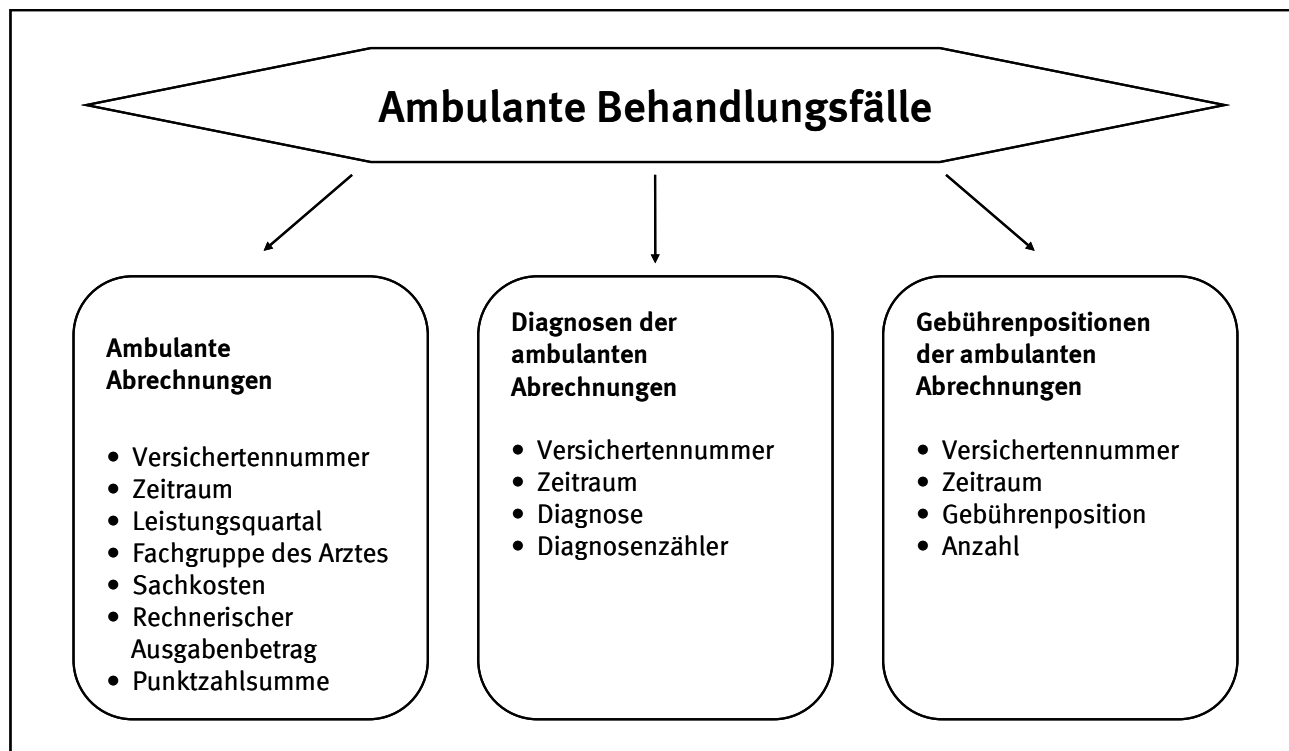 Ambulante Behandlungsfälle
Ambulante
Abrechnungen
• Versichertennummer
• Zeitraum
• Leistungsquartal
• Fachgruppe des Arztes
• Sachkosten
• Rechnerischer
Ausgabenbetrag
• Punktzahlsumme
Diagnosen der
ambulanten
Abrechnungen
• Versichertennummer
• Zeitraum
• Diagnose
• Diagnosenzähler
Gebührenpositionen
der ambulanten
Abrechnungen
• Versichertennummer
• Zeitraum
• Gebührenposition
• Anzahl